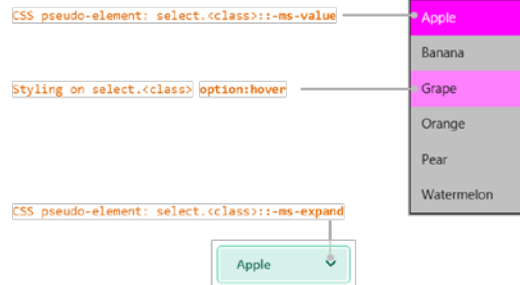 CSS pseudo-element: select.<class>::-ms-value
Apple
Banana
Styling on select.<class> option:hover
Grape
Orange
Pear
Watermelon
CSS pseudo-element: select.<class>::-ms-expand
Apple